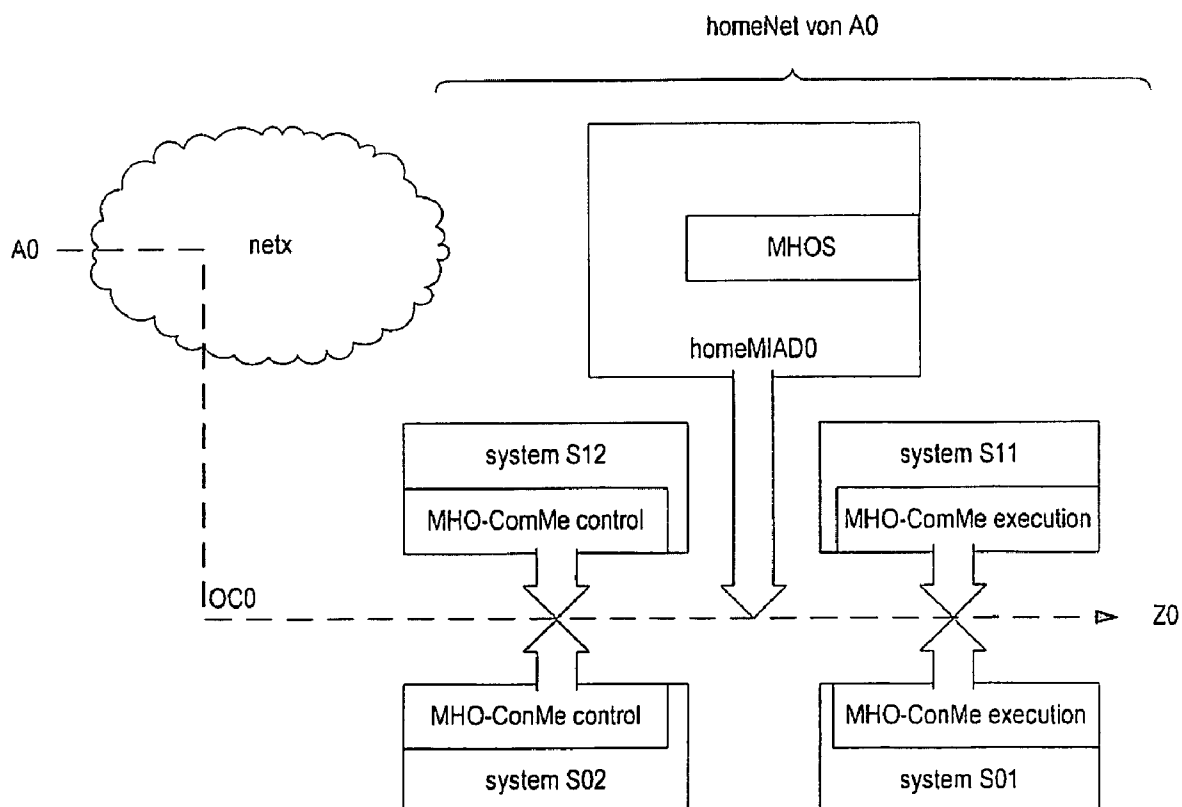 homeNet von A0
A0
netx
MHOS
homeMIAD0
system S12
system S11
MHO-ComMe control
MHO-ComMe execution
OC0
Z0
MHO-ConMe control
MHO-ConMe execution
system S02
system S01